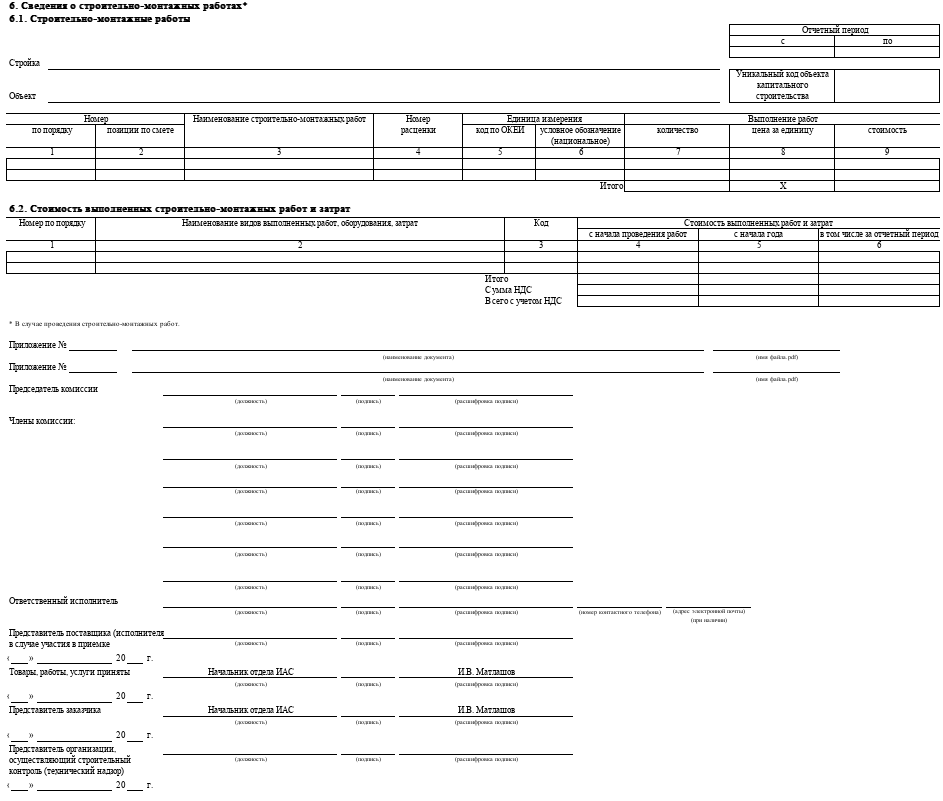 6. Сведения о строительно-монтажных работах*
6.1. Строительно-монтажные работы
Отчетный период
с по
Стройка
Уникальный код объекта капитального строительства
Объект
Номер Наименование строительно-монтажных работ Номер расценки Единица измерения Выполнение работ
по порядку позиции по смете код по ОКЕИ условное обозначение (национальное) количество цена за единицу стоимость
1 2 3 4 5 6 7 8 9
Итого X
6.2. Стоимость выполненных строительно-монтажных работ и затрат
Номер по порядку Наименование видов выполненных работ, оборудования, затрат Код Стоимость выполненных работ и затрат
с начала проведения работ с начала года в том числе за отчетный период
1 2 3 4 5 6
Итого
Сумма НДС
Всего с учетом НДС
* В случае проведения строительно-монтажных работ.
Приложение №
(наименование документа) (имя файла.pdf)
Приложение №
(наименование документа) (имя файла.pdf)
Председатель комиссии
(должность) (подпись) (расшифровка подписи)
Члены комиссии:
(должность) (подпись) (расшифровка подписи)
(должность) (подпись) (расшифровка подписи)
(должность) (подпись) (расшифровка подписи)
(должность) (подпись) (расшифровка подписи)
(должность) (подпись) (расшифровка подписи)
(должность) (подпись) (расшифровка подписи)
Ответственный исполнитель
(должность) (подпись) (расшифровка подписи) (номер контактного телефона) (адрес электронной почты)
(при наличии)
Представитель поставщика (исполнителя
в случае участия в приемке
(должность) (подпись) (расшифровка подписи)
« » 20 г.
Товары, работы, услуги приняты Начальник отдела ИАС И.В. Матлашов
(должность) (подпись) (расшифровка подписи)
« » 20 г.
Представитель заказчика Начальник отдела ИАС И.В. Матлашов
(должность) (подпись) (расшифровка подписи)
« » 20 г.
Представитель организации,
осуществляющий строительный
контроль (технический надзор)
(должность) (подпись) (расшифровка подписи)
« » 20 г.